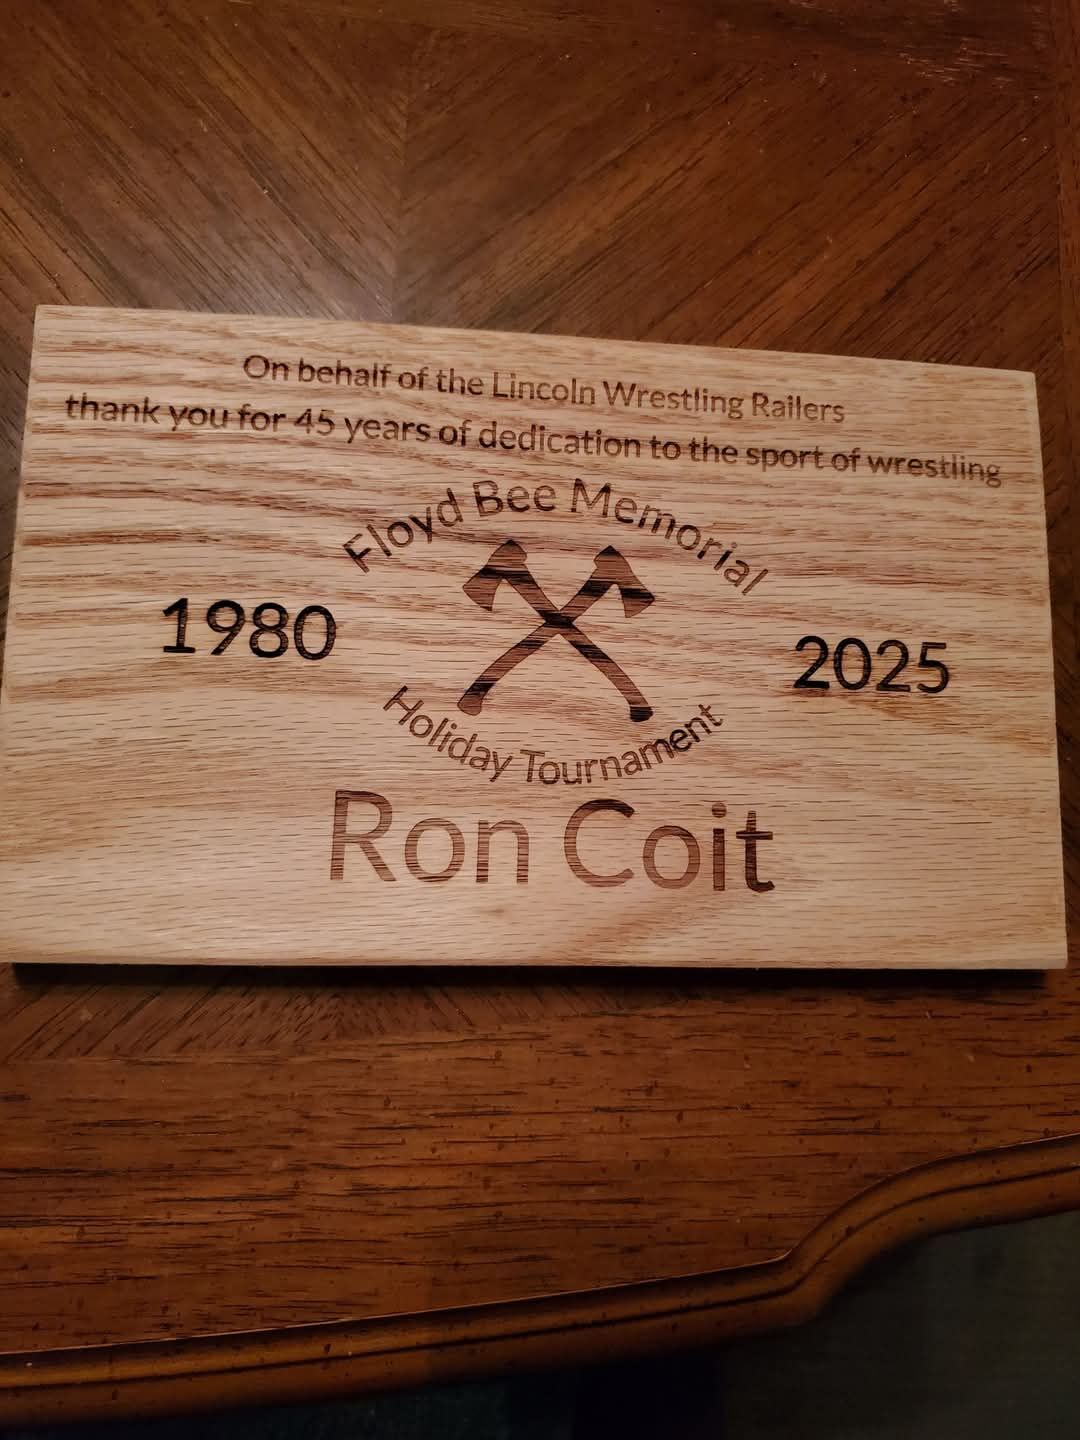 On behalf of the Lincoln Wrestling Railers
thank you for 45 years of dedication to the sport of wrestling
Floyd Bee Memorial
1980
2025
Holiday Tournament
Ron Coit